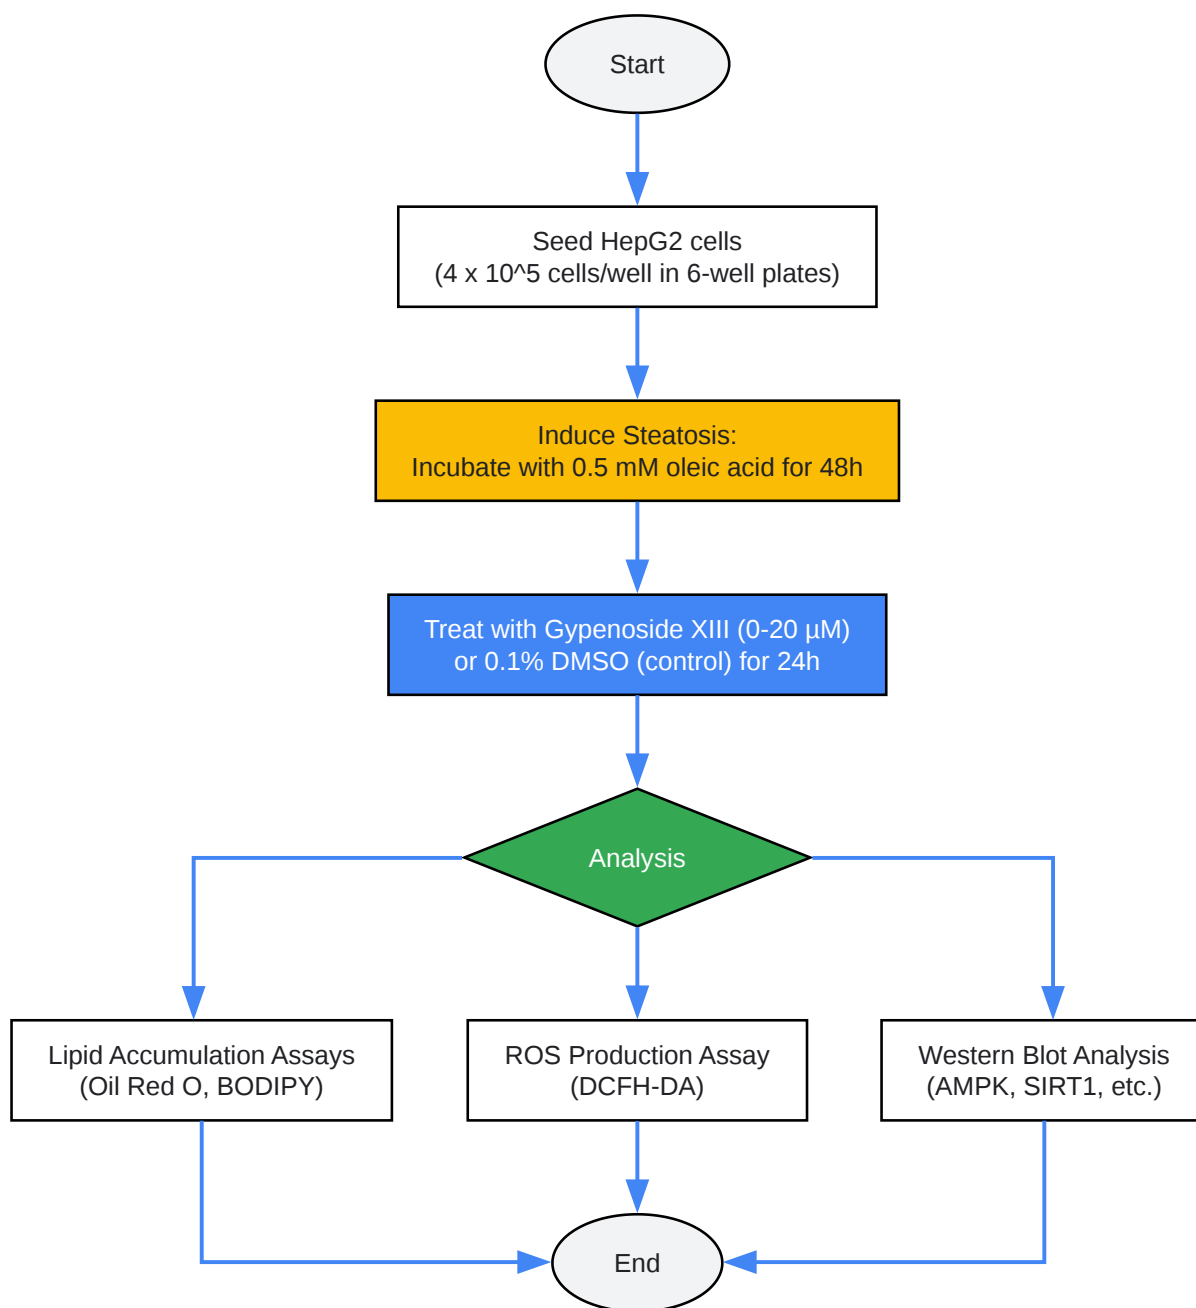 Start
Seed HepG2 cells
(4 x 10^5 cells/well in 6-well plates)
Induce Steatosis:
Incubate with 0.5 mM oleic acid for 48h
Treat with Gypenoside XIII (0-20 µM)
or 0.1% DMSO (control) for 24h
Analysis
Lipid Accumulation Assays
(Oil Red O, BODIPY)
ROS Production Assay
(DCFH-DA)
Western Blot Analysis
(AMPK, SIRT1, etc.)
End